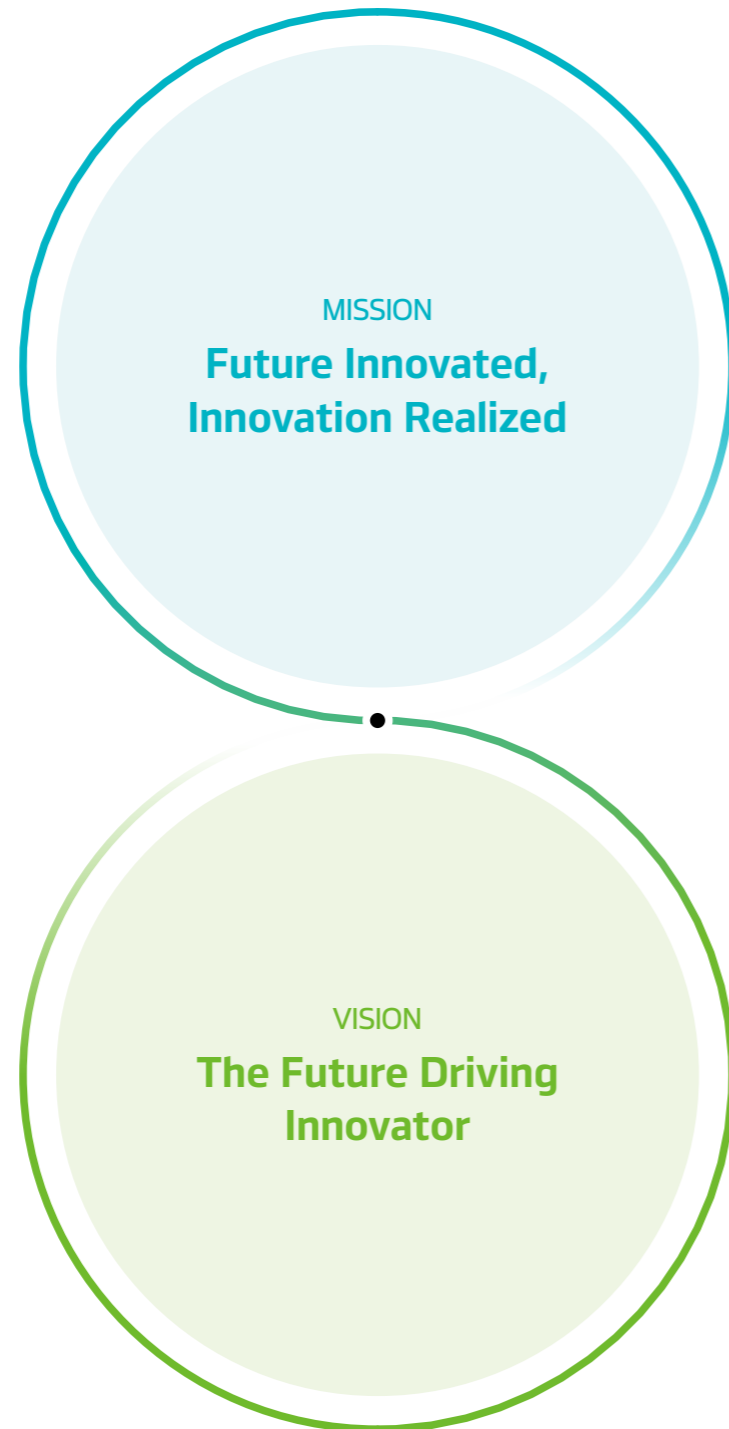 MISSION
Future Innovated,
Innovation Realized
VISION
The Future Driving
Innovator